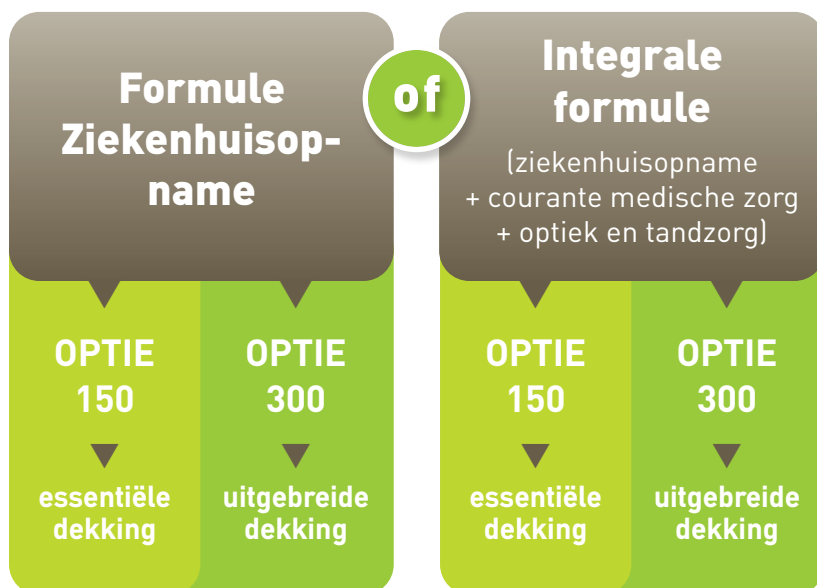 Formule
Ziekenhuisop-
name
of
Integrale
formule
(ziekenhuisopname
+ courante medische zorg
+ optiek en tandzorg)
OPTIE
150
essentiële
dekking
OPTIE
300
uitgebreide
dekking
OPTIE
150
essentiële
dekking
OPTIE
300
uitgebreide
dekking